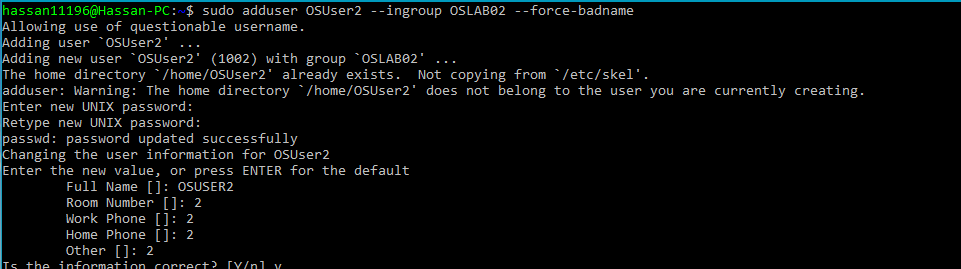 hassan11196@Hassan-PC:~$ sudo adduser OSUser2 --ingroup OSLAB02 --force-badname
Allowing use of questionable username.
Adding user `OSUser2' ...
Adding new user `OSUser2' (1002) with group `OSLAB02' ...
The home directory `/home/OSUser2' already exists.  Not copying from `/etc/skel'.
adduser: Warning: The home directory `/home/OSUser2' does not belong to the user you are currently creating.
Enter new UNIX password:
Retype new UNIX password:
passwd: password updated successfully
Changing the user information for OSUser2
Enter the new value, or press ENTER for the default
        Full Name []: OSUSER2
        Room Number []: 2
        Work Phone []: 2
        Home Phone []: 2
        Other []: 2
Is the information correct? [Y/n] y